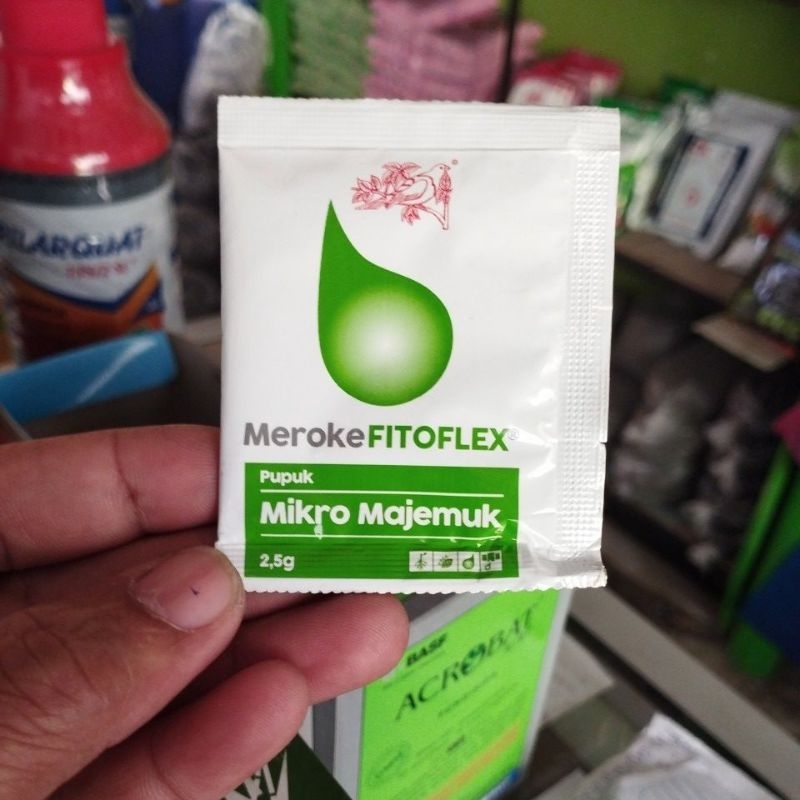 MerokeFITOFLEX®
Pupuk
Mikro Majemuk
2,5g
BASF
ACROBAT